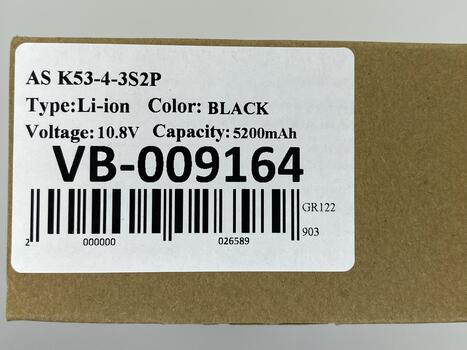 AS K53-4-3S2P
Type:Li-ion Color: BLACK
Voltage:10.8V Capacity:5200mAh
VB-009164
GR122
903
2 000000 026589